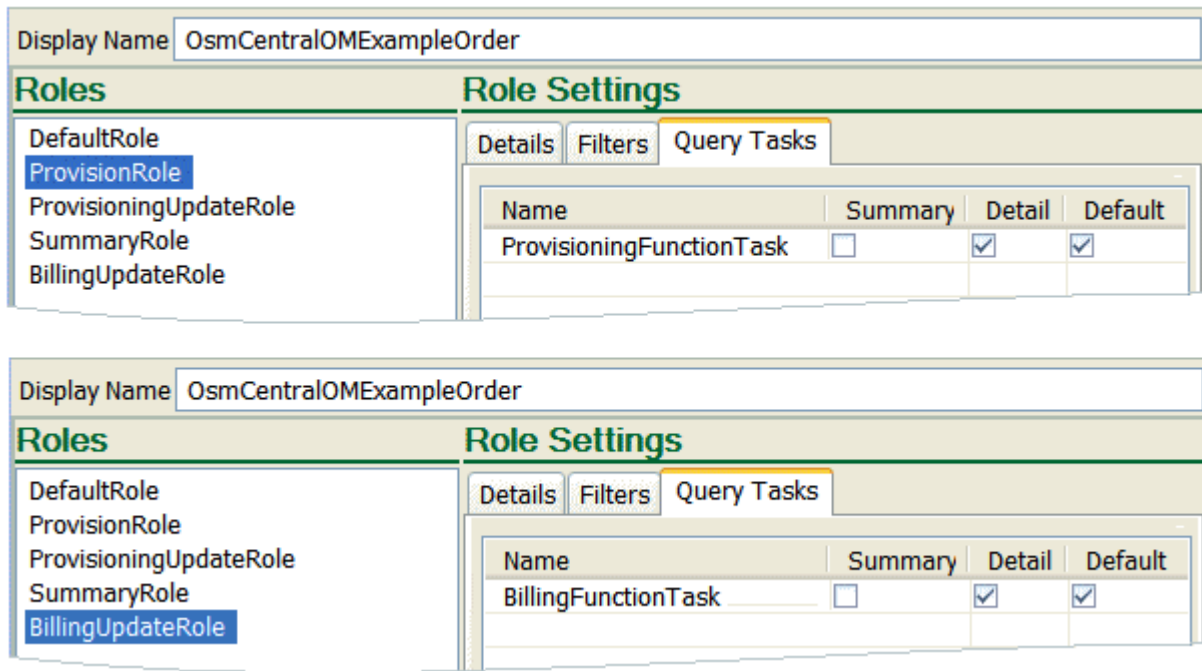 Display Name OsmCentralOMExampleOrder
Roles Role Settings
DefaultRole
ProvisionRole
ProvisioningUpdateRole
SummaryRole
BillingUpdateRole
Details Filters Query Tasks
Name Summary Detail Default
ProvisioningFunctionTask
Display Name OsmCentralOMExampleOrder
Roles Role Settings
DefaultRole
ProvisionRole
ProvisioningUpdateRole
SummaryRole
BillingUpdateRole
Details Filters Query Tasks
Name Summary Detail Default
BillingFunctionTask